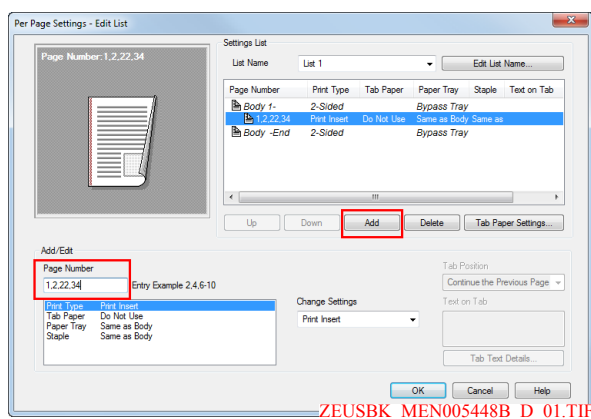 Per Page Settings - Edit List
Page Number:1,2,22,34
Settings List
List Name List 1 Edit List Name...
Page Number Print Type Tab Paper Paper Tray Staple Text on Tab
Body 1- 2-Sided Bypass Tray
1,2,22,34 Print Insert Do Not Use Same as Body Same as
Body -End 2-Sided Bypass Tray
Up Down Add Delete Tab Paper Settings...
Add/Edit
Page Number
1,2,22,34 Entry Example 2,4,6-10
Print Type Print Insert
Tab Paper Do Not Use
Paper Tray Same as Body
Staple Same as Body
Change Settings
Print Insert
Tab Position
Continue the Previous Page
Text on Tab
Tab Text Details...
OK Cancel Help
ZEUSBK_MEN005448B_D_01.TIF